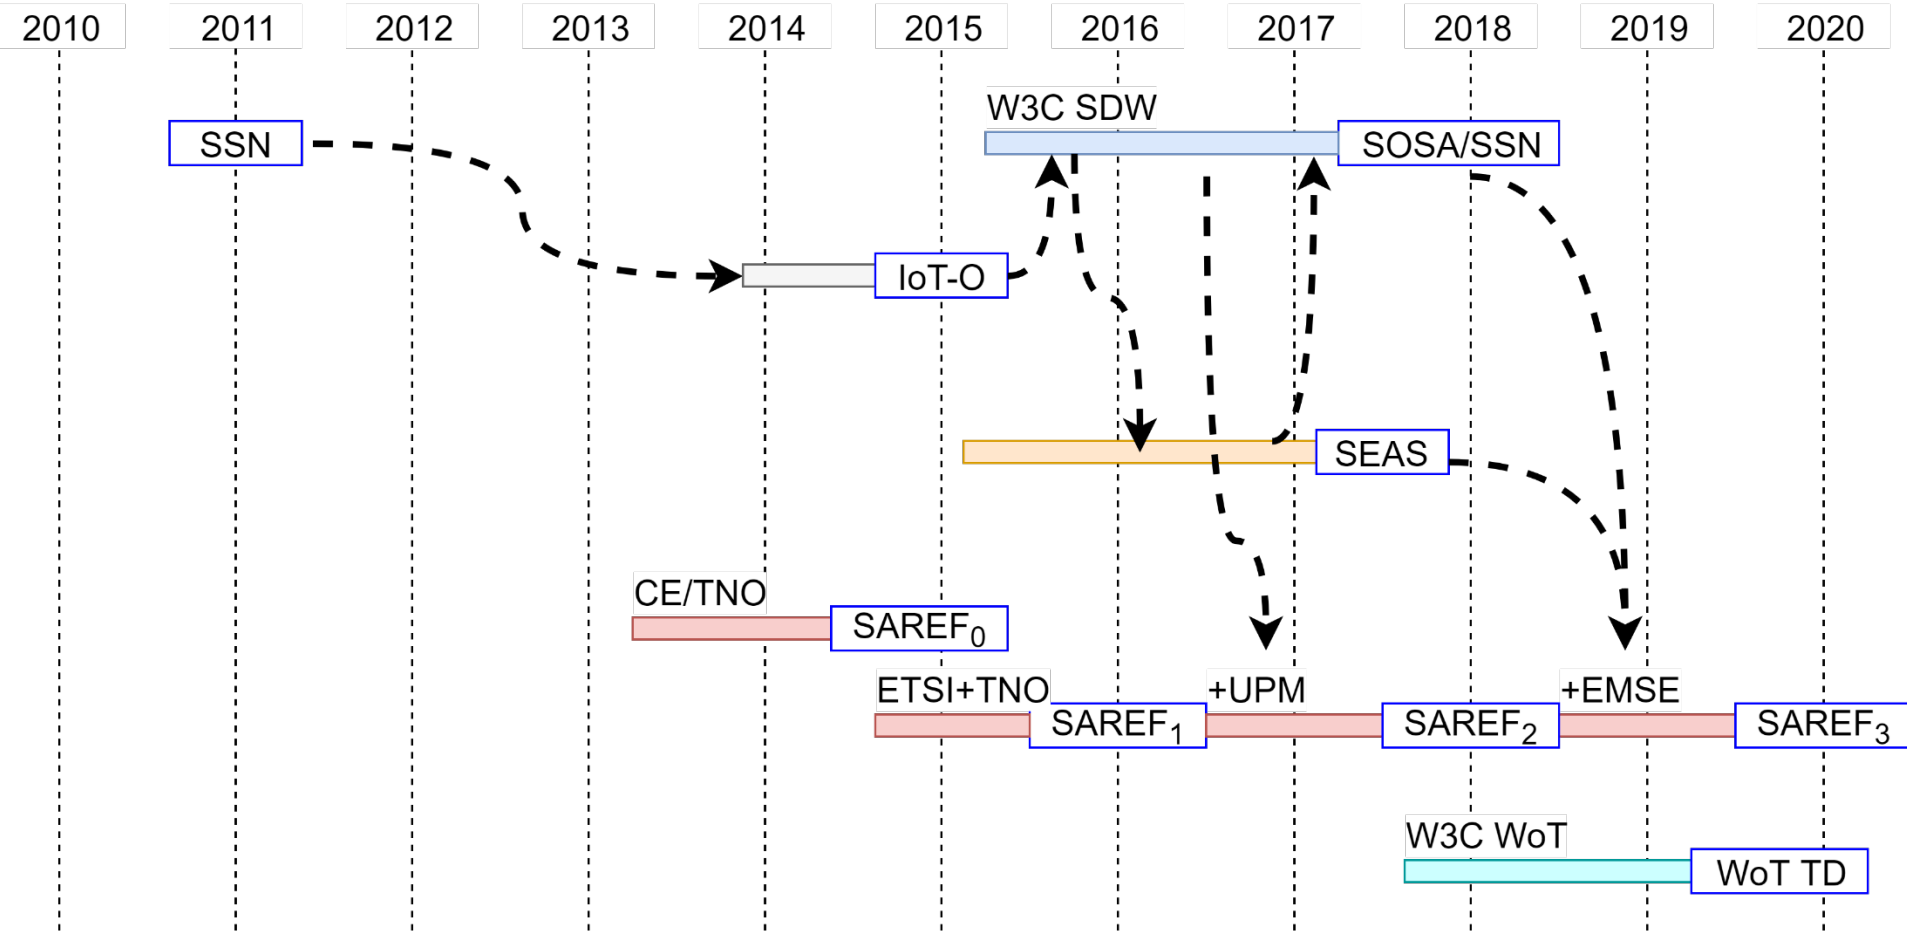 2010 2011 2012 2013 2014 2015 2016 2017 2018 2019 2020
W3C SDW
SSN
SOSA/SSN
IoT-O
SEAS
CE/TNO
SAREF₀
ETSI+TNO
+UPM
+EMSE
SAREF₁
SAREF₂
SAREF₃
W3C WoT
WoT TD